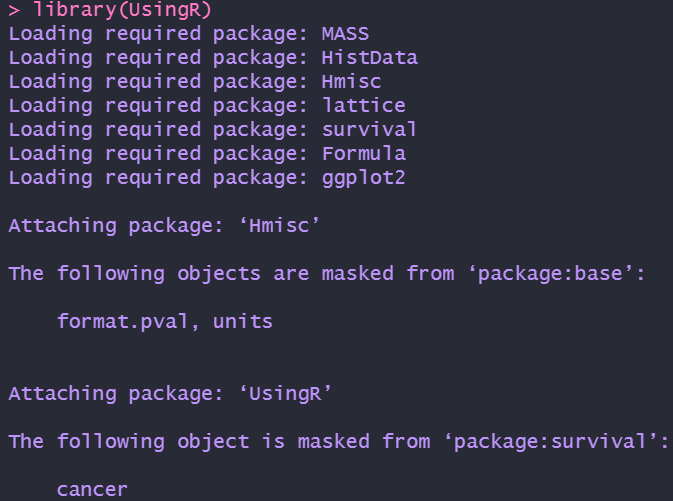 > library(UsingR)
Loading required package: MASS
Loading required package: HistData
Loading required package: Hmisc
Loading required package: lattice
Loading required package: survival
Loading required package: Formula
Loading required package: ggplot2
Attaching package: ‘Hmisc’
The following objects are masked from ‘package:base’:
format.pval, units
Attaching package: ‘UsingR’
The following object is masked from ‘package:survival’:
cancer